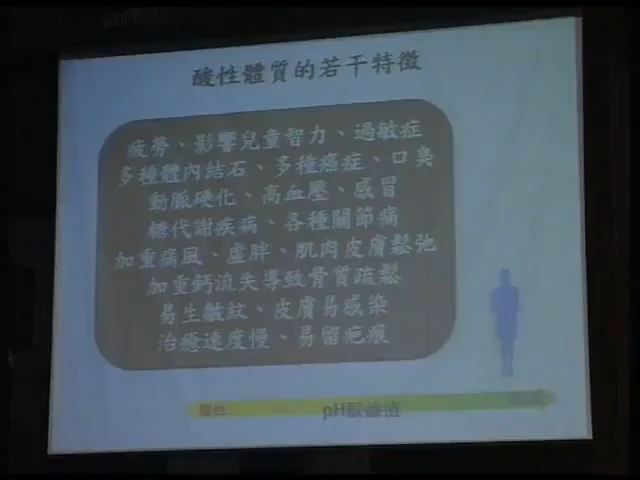 酸性體質的若干特徵
疲勞、影響兒童智力、過敏症
多種體內結石、多種癌症、口臭
動脈硬化、高血壓、感冒
糖代謝疾病、各種關節痛
加重痛風、虛胖、肌肉皮膚鬆弛
加重鈣流失導致骨質疏鬆
易生皺紋、皮膚易感染
治癒速度慢、易留疤痕
pH酸鹼值